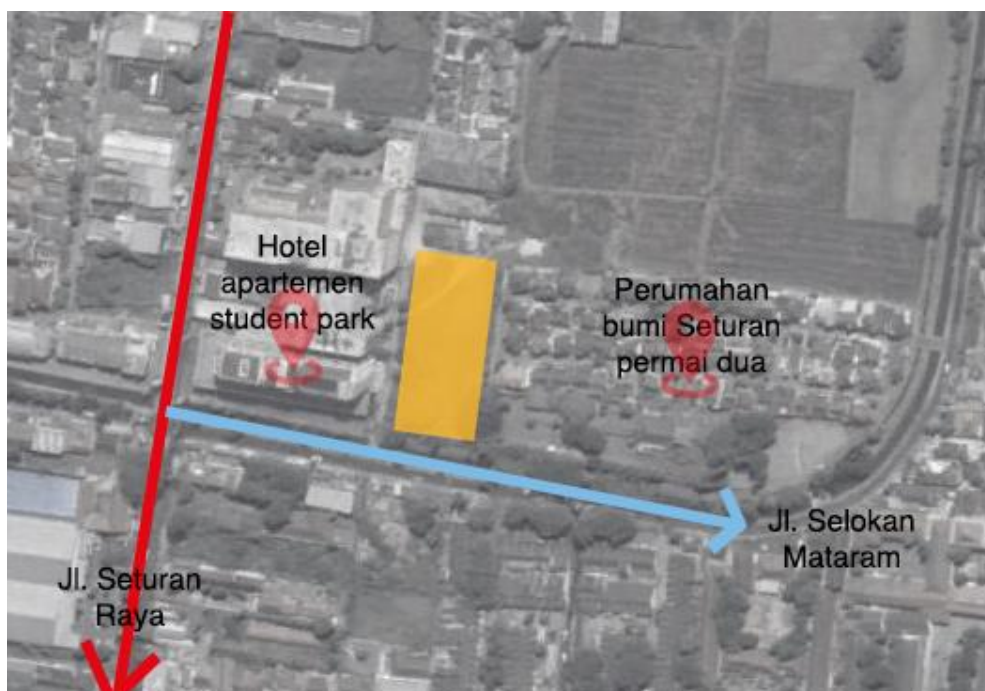 Hotel
apartemen
student park
Perumahan
bumi Seturan
permai dua
Jl. Selokan
Mataram
Jl. Seturan
Raya